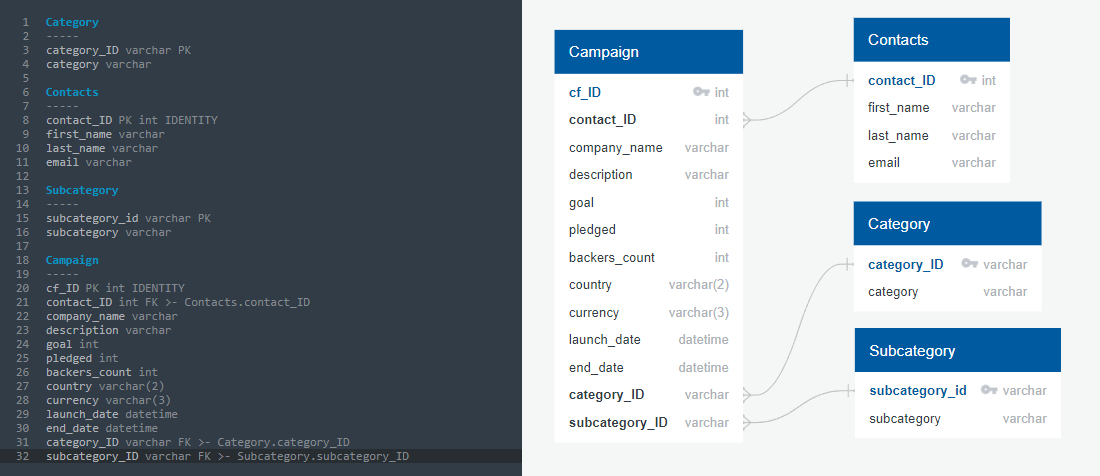 1 Category
2 -----
3 category_ID varchar PK
4 category varchar
5
6 Contacts
7 -----
8 contact_ID PK int IDENTITY
9 first_name varchar
10 last_name varchar
11 email varchar
12
13 Subcategory
14 -----
15 subcategory_id varchar PK
16 subcategory varchar
17
18 Campaign
19 -----
20 cf_ID PK int IDENTITY
21 contact_ID int FK >- Contacts.contact_ID
22 company_name varchar
23 description varchar
24 goal int
25 pledged int
26 backers_count int
27 country varchar(2)
28 currency varchar(3)
29 launch_date datetime
30 end_date datetime
31 category_ID varchar FK >- Category.category_ID
32 subcategory_ID varchar FK >- Subcategory.subcategory_ID
Campaign
cf_ID int
contact_ID int
company_name varchar
description varchar
goal int
pledged int
backers_count int
country varchar(2)
currency varchar(3)
launch_date datetime
end_date datetime
category_ID varchar
subcategory_ID varchar
Contacts
contact_ID int
first_name varchar
last_name varchar
email varchar
Category
category_ID varchar
category varchar
Subcategory
subcategory_id varchar
subcategory varchar